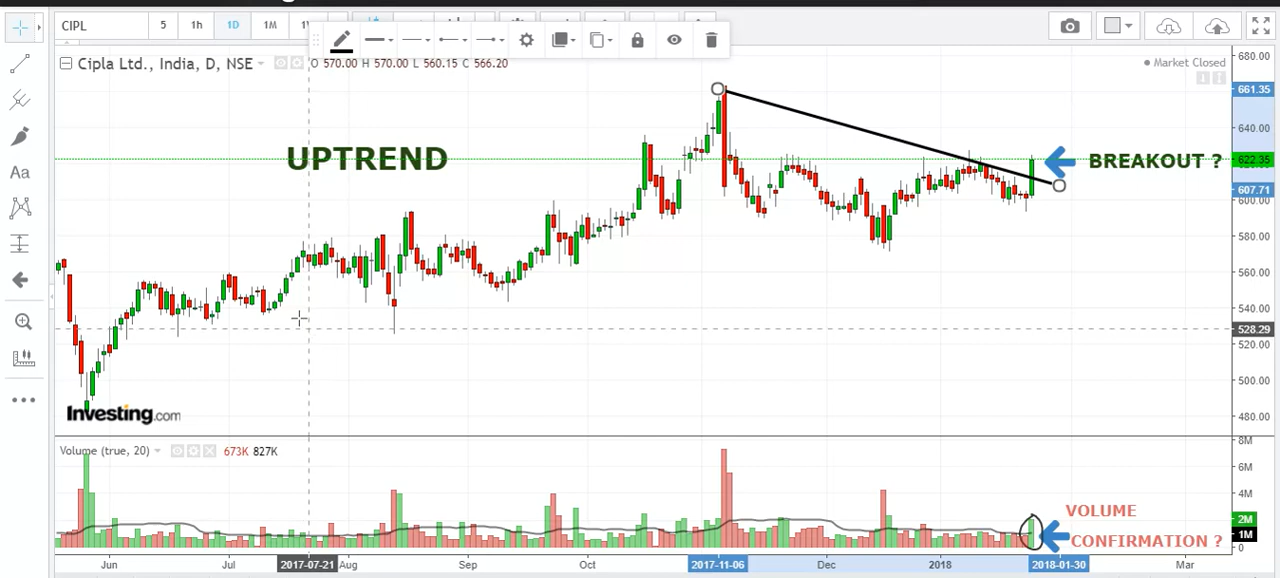 CIPL 5 1h 1D 1M
Cipla Ltd., India, D, NSE O 570.00 H 570.00 L 560.15 C 566.20
Market Closed
680.00
661.35
640.00
UPTREND
BREAKOUT ?
622.35
607.71
600.00
580.00
560.00
540.00
528.29
520.00
500.00
480.00
Investing.com
Aa
Volume (true, 20) 673K 827K
8M
6M
4M
VOLUME
2M
CONFIRMATION ?
1M
0
Jun Jul 2017-07-21 Aug Sep Oct 2017-11-06 Dec 2018 2018-01-30 Mar